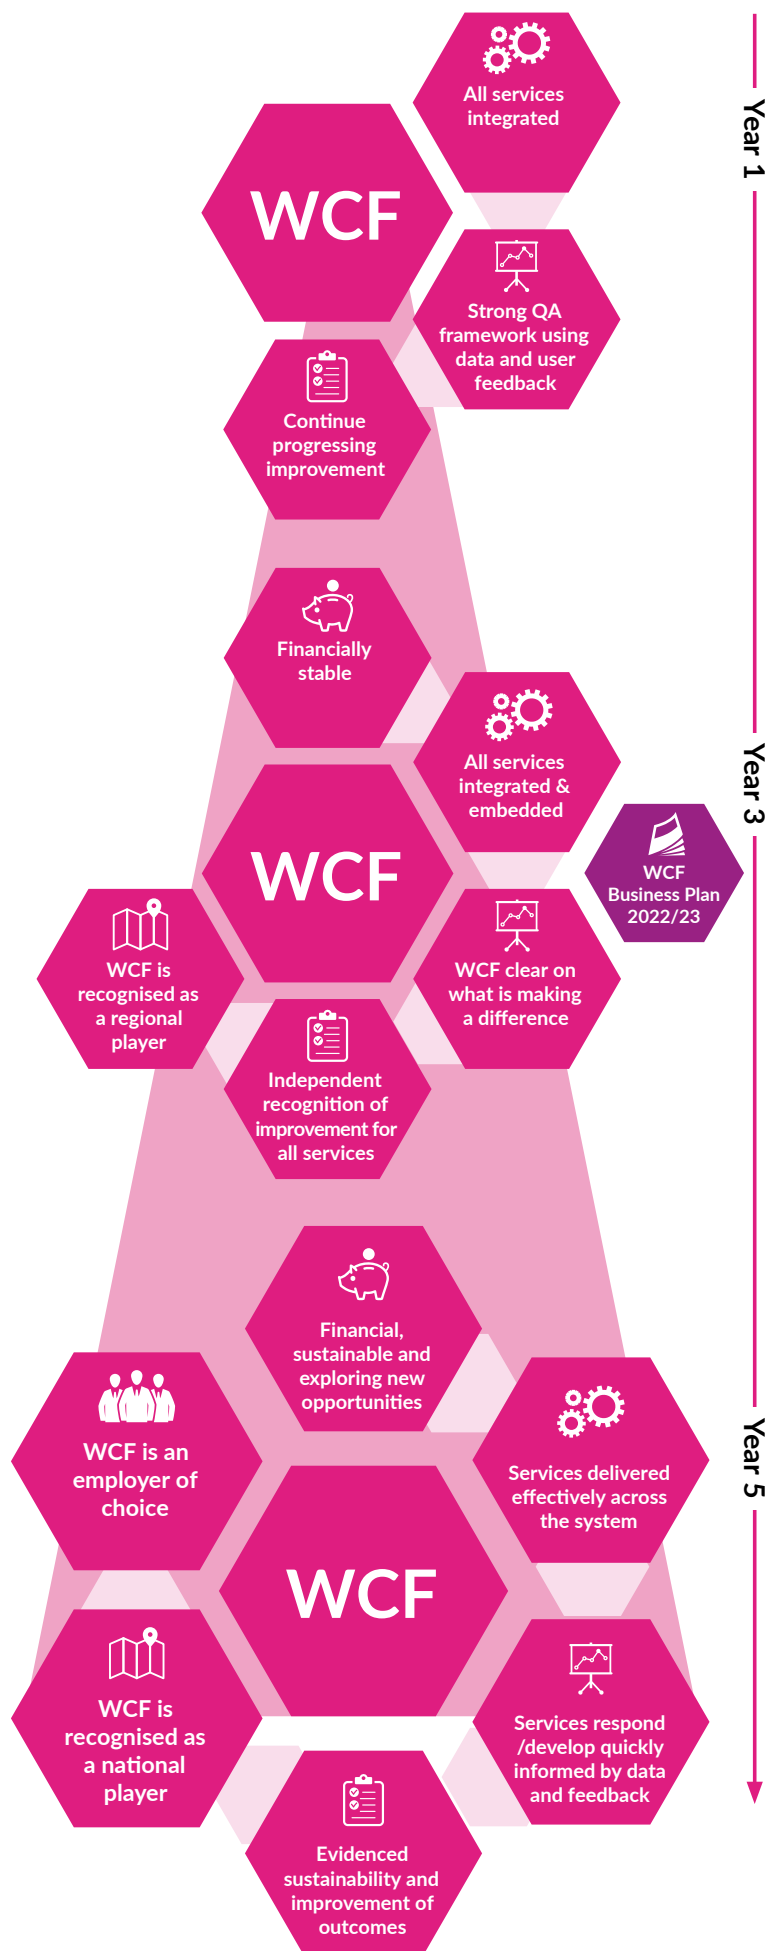 All services
integrated
Year 1
WCF
Strong QA
framework using
data and user
feedback
Continue
progressing
improvement
Financially
stable
All services
integrated &
embedded
Year 3
WCF
WCF
Business Plan
2022/23
WCF is
recognised as
a regional
player
WCF clear on
what is making
a difference
Independent
recognition of
improvement for
all services
Financial,
sustainable and
exploring new
opportunities
WCF is an
employer of
choice
Services delivered
effectively across
the system
Year 5
WCF
WCF is
recognised as
a national
player
Services respond
/develop quickly
informed by data
and feedback
Evidenced
sustainability and
improvement of
outcomes